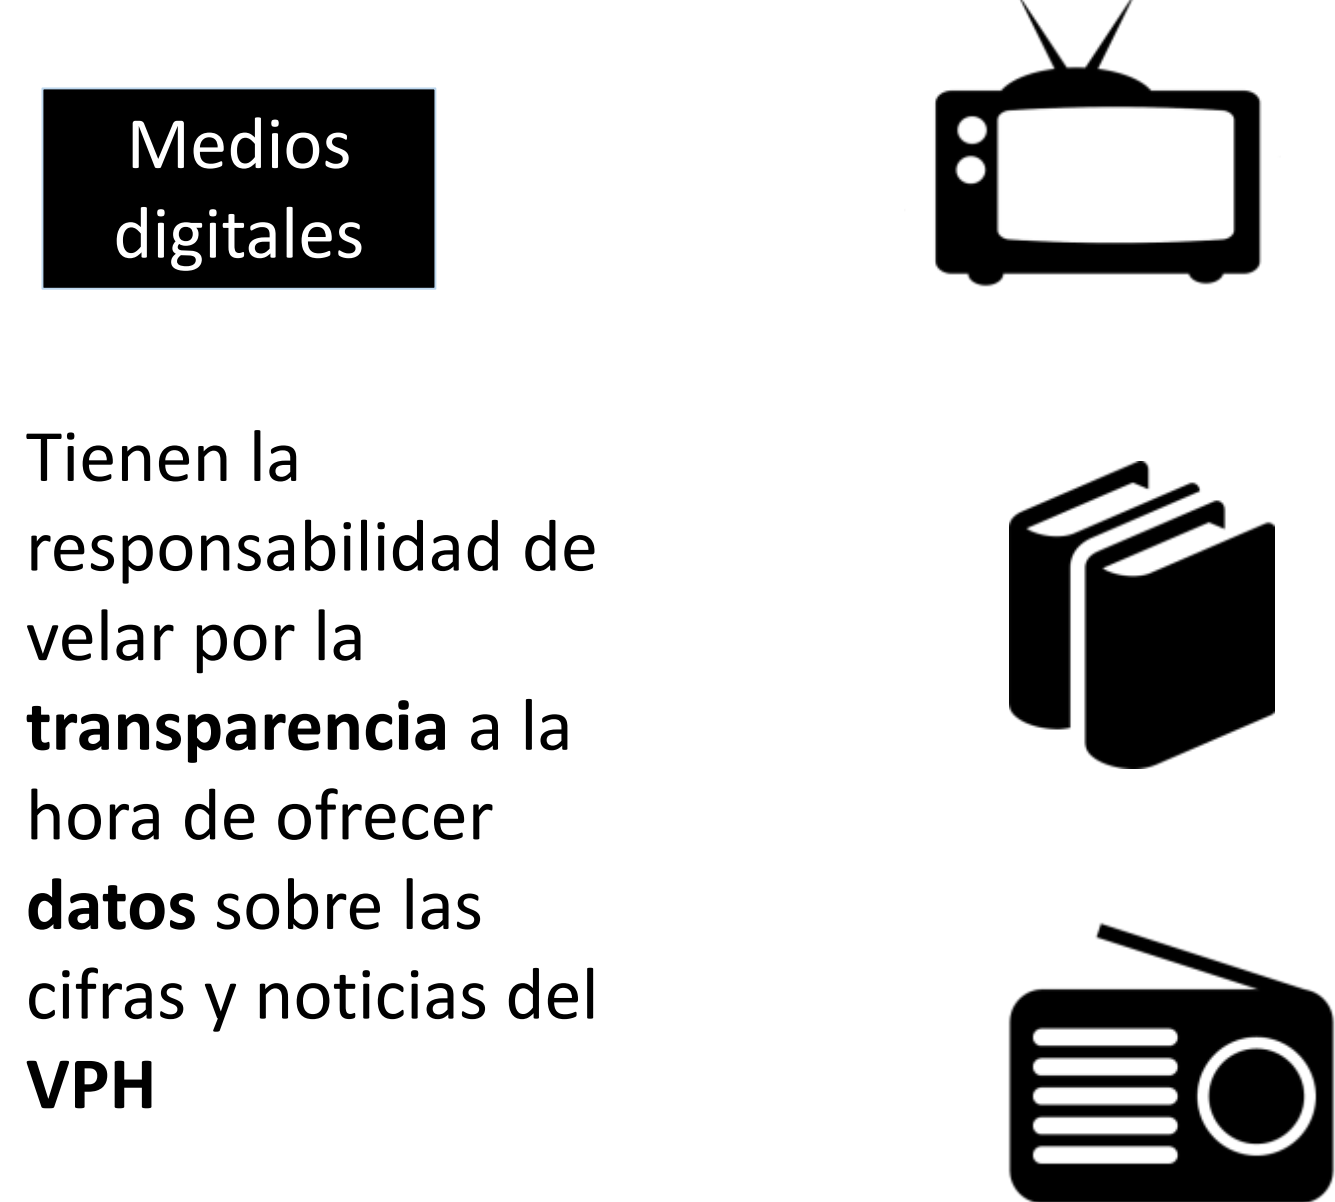 Medios
digitales
Tienen la
responsabilidad de
velar por la
transparencia a la
hora de ofrecer
datos sobre las
cifras y noticias del
VPH